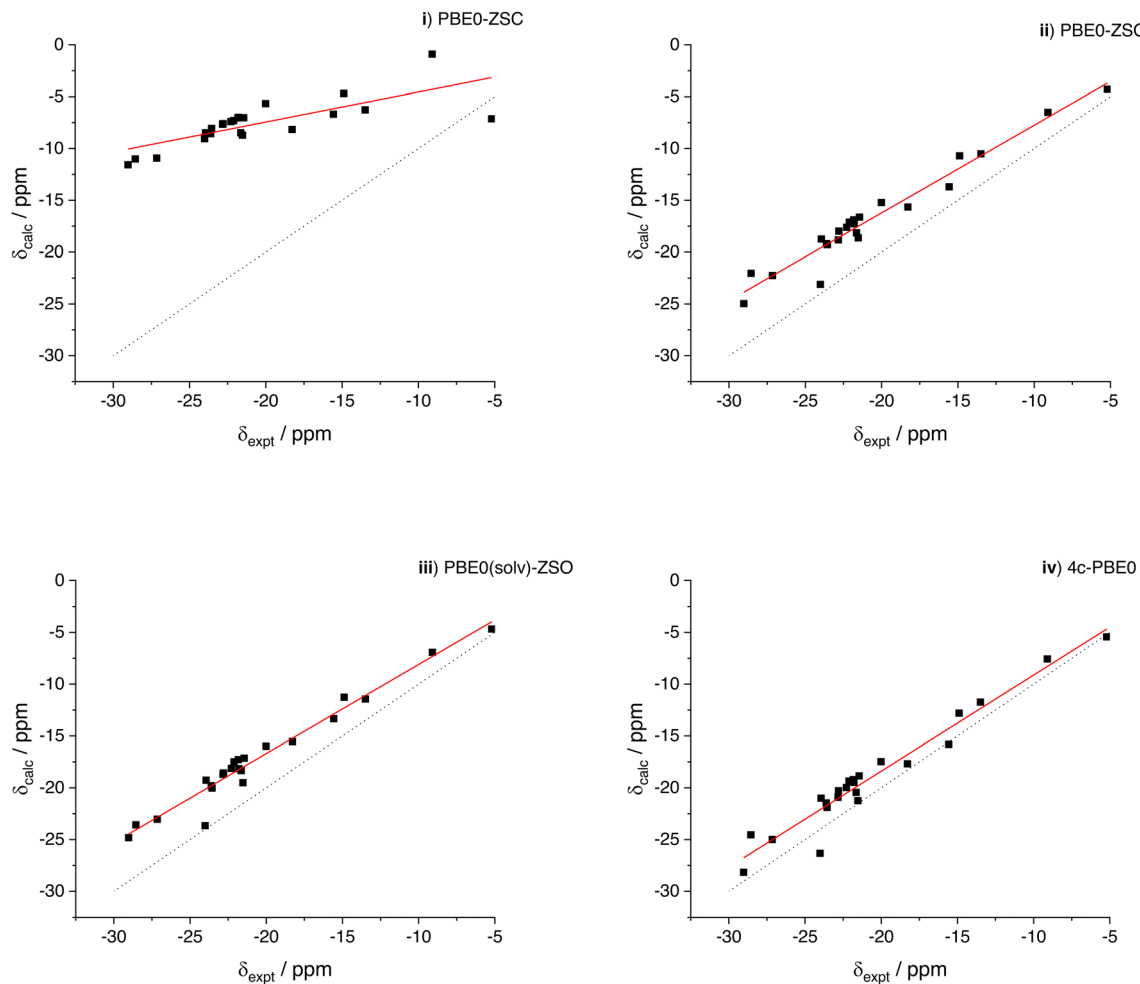 i) PBE0-ZSC
0
-5
-10
-15
-20
-25
-30
δcalc / ppm
-30 -25 -20 -15 -10 -5
δexpt / ppm
ii) PBE0-ZSO
0
-5
-10
-15
-20
-25
-30
δcalc / ppm
-30 -25 -20 -15 -10 -5
δexpt / ppm
iii) PBE0(solv)-ZSO
0
-5
-10
-15
-20
-25
-30
δcalc / ppm
-30 -25 -20 -15 -10 -5
δexpt / ppm
iv) 4c-PBE0
0
-5
-10
-15
-20
-25
-30
δcalc / ppm
-30 -25 -20 -15 -10 -5
δexpt / ppm